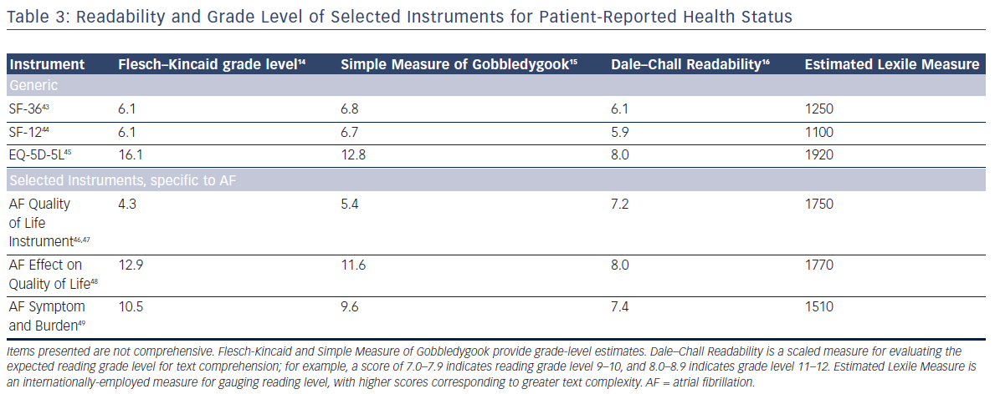 Table 3: Readability and Grade Level of Selected Instruments for Patient-Reported Health Status
Instrument Flesch–Kincaid grade level¹⁴ Simple Measure of Gobbledygook¹⁵ Dale–Chall Readability¹⁶ Estimated Lexile Measure
Generic
SF-36⁴³ 6.1 6.8 6.1 1250
SF-12⁴⁴ 6.1 6.7 5.9 1100
EQ-5D-5L⁴⁵ 16.1 12.8 8.0 1920
Selected Instruments, specific to AF
AF Quality 4.3 5.4 7.2 1750
of Life
Instrument⁴⁶,⁴⁷
AF Effect on 12.9 11.6 8.0 1770
Quality of Life⁴⁸
AF Symptom 10.5 9.6 7.4 1510
and Burden⁴⁹
Items presented are not comprehensive. Flesch-Kincaid and Simple Measure of Gobbledygook provide grade-level estimates. Dale–Chall Readability is a scaled measure for evaluating the
expected reading grade level for text comprehension; for example, a score of 7.0–7.9 indicates reading grade level 9–10, and 8.0–8.9 indicates grade level 11–12. Estimated Lexile Measure is
an internationally-employed measure for gauging reading level, with higher scores corresponding to greater text complexity. AF = atrial fibrillation.